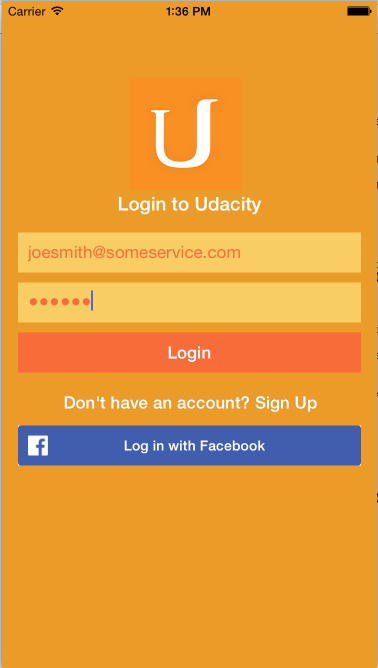 Carrier 1:36 PM
U
Login to Udacity
joesmith@someservice.com
••••••
Login
Don't have an account? Sign Up
f Log in with Facebook